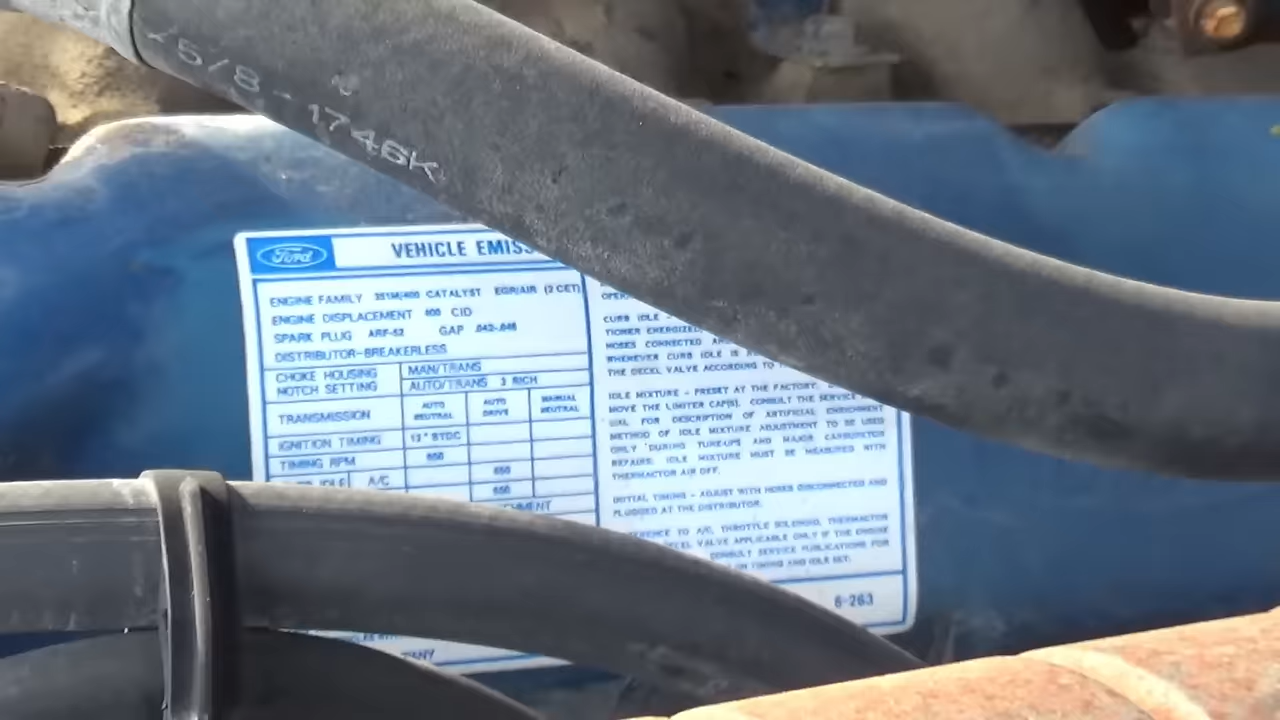 5/8-1746K
Ford
VEHICLE EMISS
ENGINE FAMILY 351M/400 CATALYST EGR/AIR (2 CET)
ENGINE DISPLACEMENT 400 CID
SPARK PLUG ARF-52 GAP .042-.046
DISTRIBUTOR-BREAKERLESS
CHOKE HOUSING NOTCH SETTING
MAN/TRANS
AUTO/TRANS 3 RICH
TRANSMISSION
AUTO NEUTRAL
AUTO DRIVE
MANUAL NEUTRAL
IGNITION TIMING BTDC
TIMING RPM 650
IDLE A/C 650
650
CURB IDLE -
TIONER ENERGIZED
HOSES CONNECTED
WHENEVER CURB IDLE IS
THE DECEL VALVE ACCORDING TO
IDLE MIXTURE - PRESET AT THE FACTORY.
MOVE THE LIMITER CAP(S). CONSULT THE SERVICE
UAL FOR DESCRIPTION OF ARTIFICIAL ENRICHMENT
METHOD OF IDLE MIXTURE ADJUSTMENT TO BE USED
ONLY DURING TUNE-UPS AND MAJOR CARBURETOR
REPAIRS. IDLE MIXTURE MUST BE MEASURED WITH
THERMACTOR AIR OFF.
INITIAL TIMING - ADJUST WITH HOSES DISCONNECTED AND
PLUGGED AT THE DISTRIBUTOR.
ERENCE TO A/C, THROTTLE SOLENOID, THERMACTOR
DECEL VALVE APPLICABLE ONLY IF THE ENGINE
CONSULT SERVICE PUBLICATIONS FOR
ON TIMING AND IDLE SET.
6-263